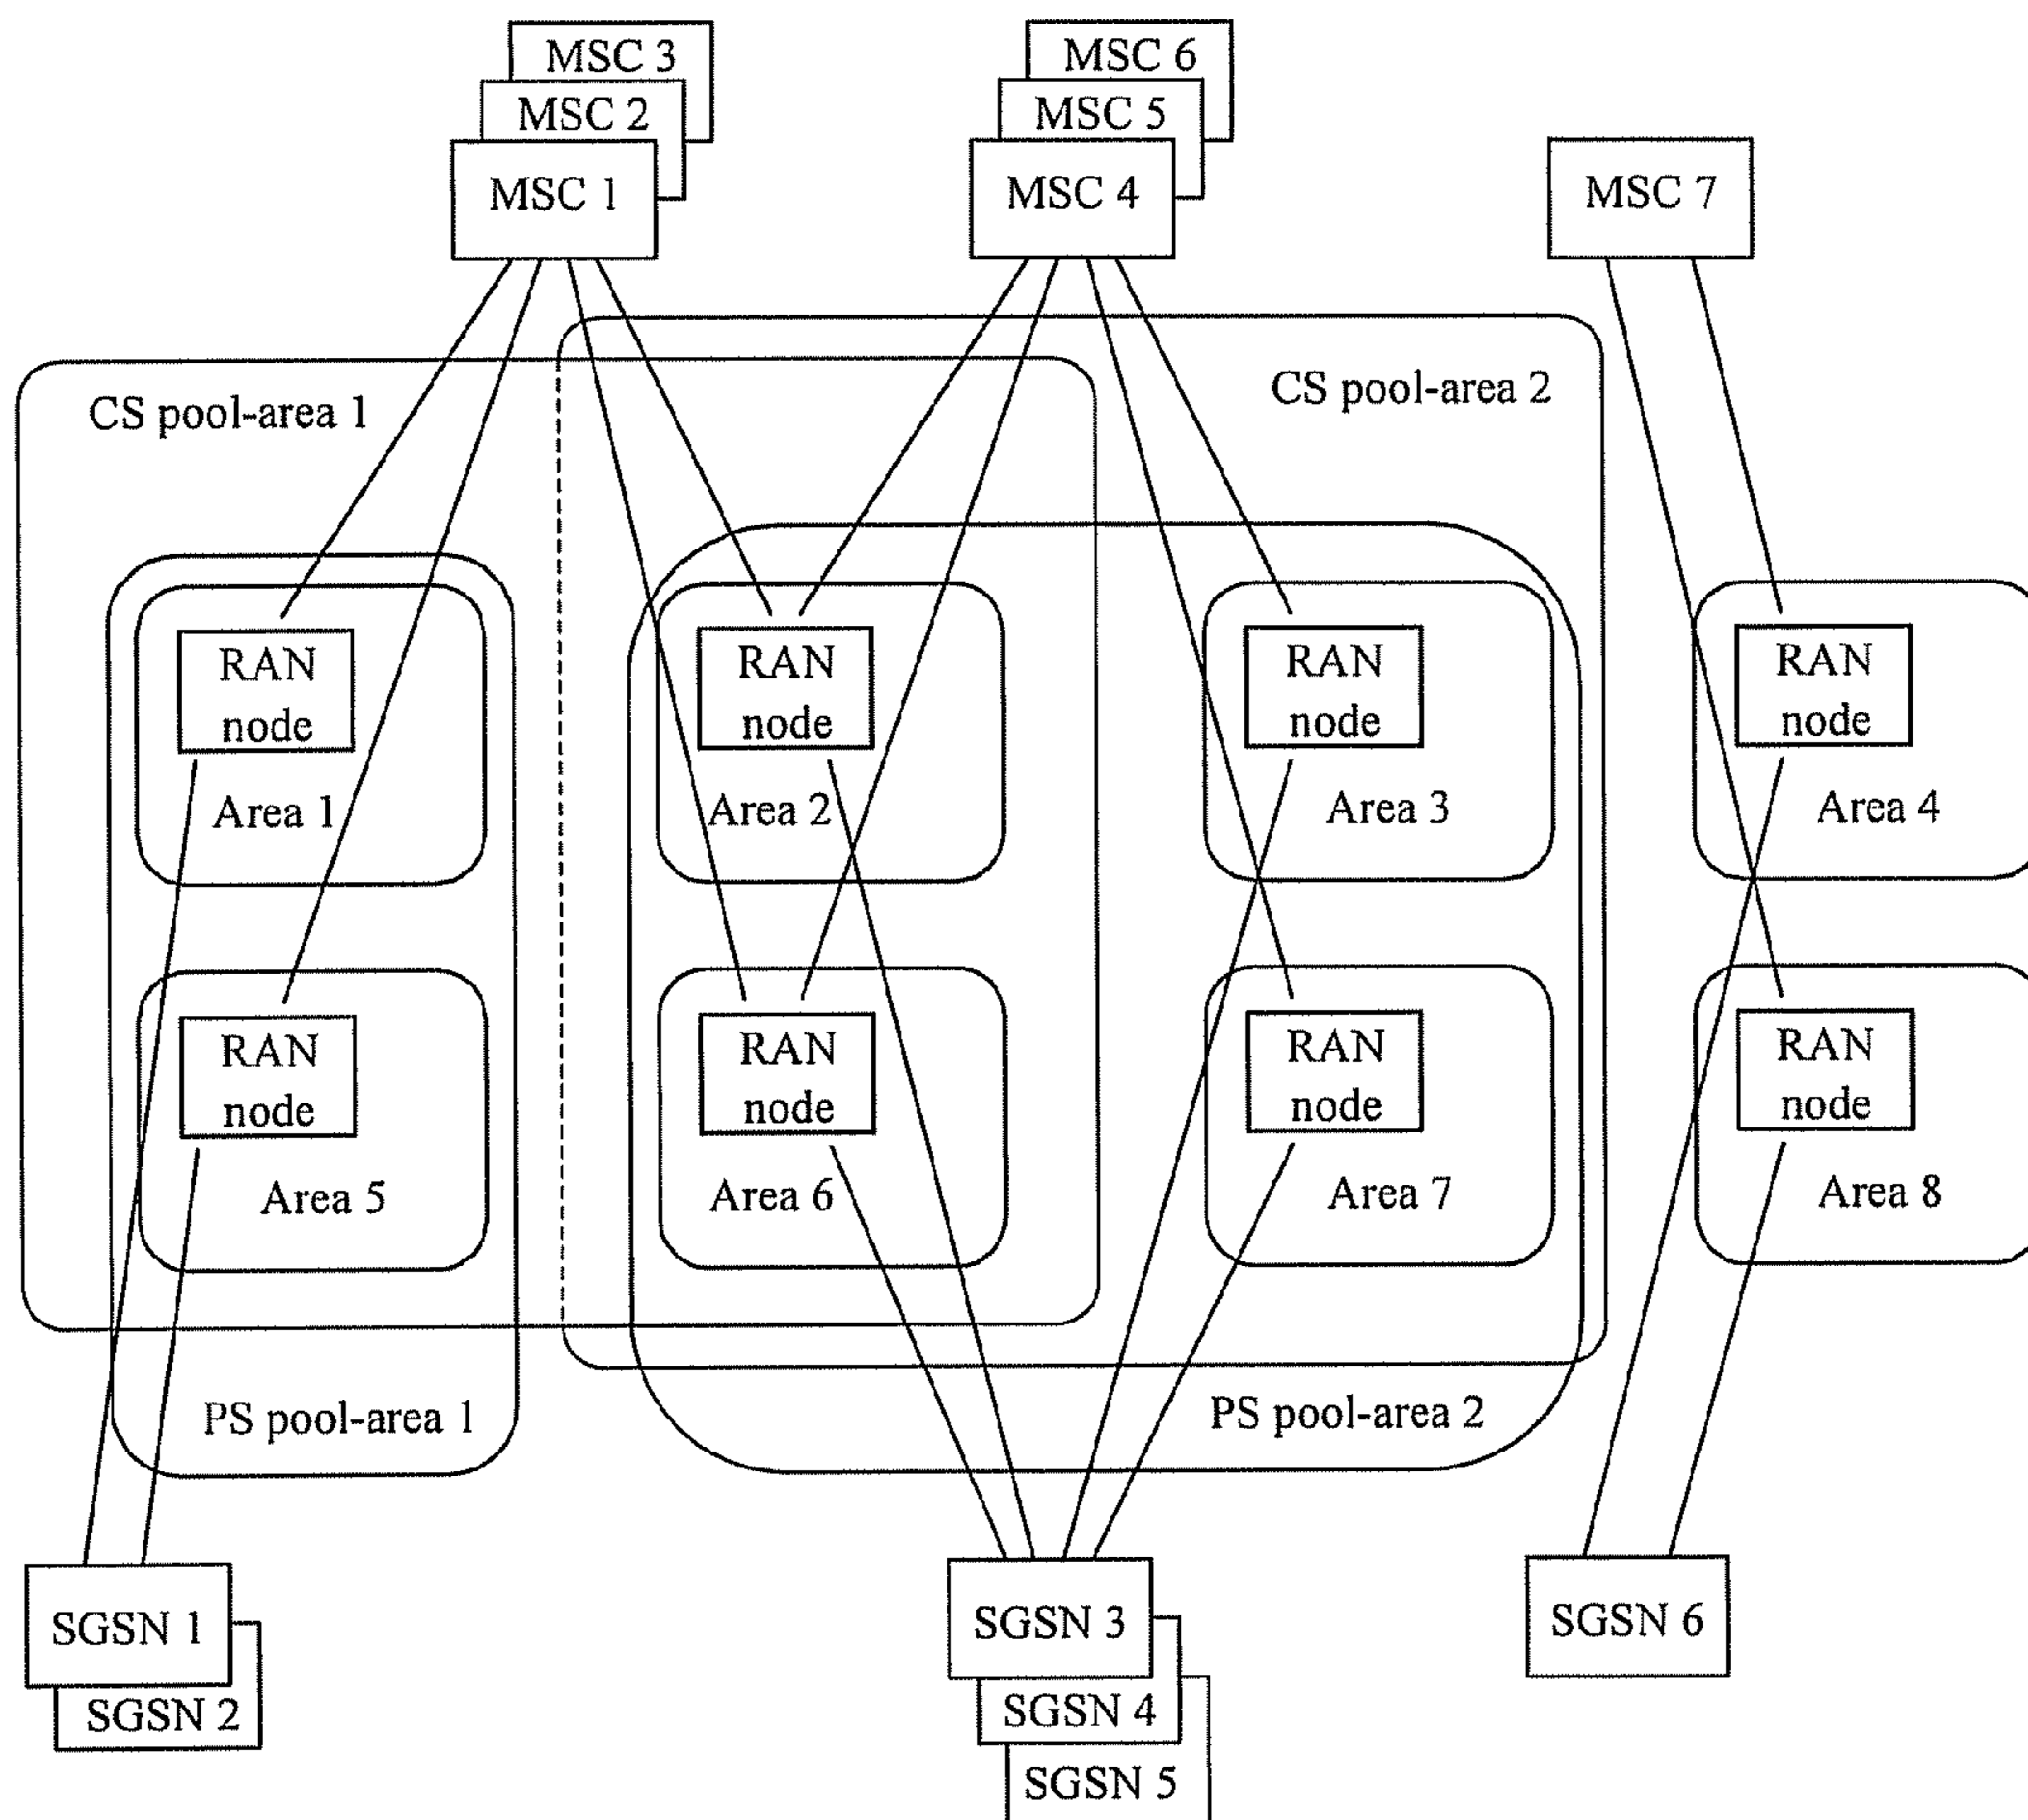 MSC 3
MSC 6
MSC 2
MSC 5
MSC 1
MSC 4
MSC 7
CS pool-area 1
CS pool-area 2
RAN
node
Area 1
RAN
node
Area 2
RAN
node
Area 3
RAN
node
Area 4
RAN
node
Area 5
RAN
node
Area 6
RAN
node
Area 7
RAN
node
Area 8
PS pool-area 1
PS pool-area 2
SGSN 1
SGSN 2
SGSN 3
SGSN 4
SGSN 5
SGSN 6